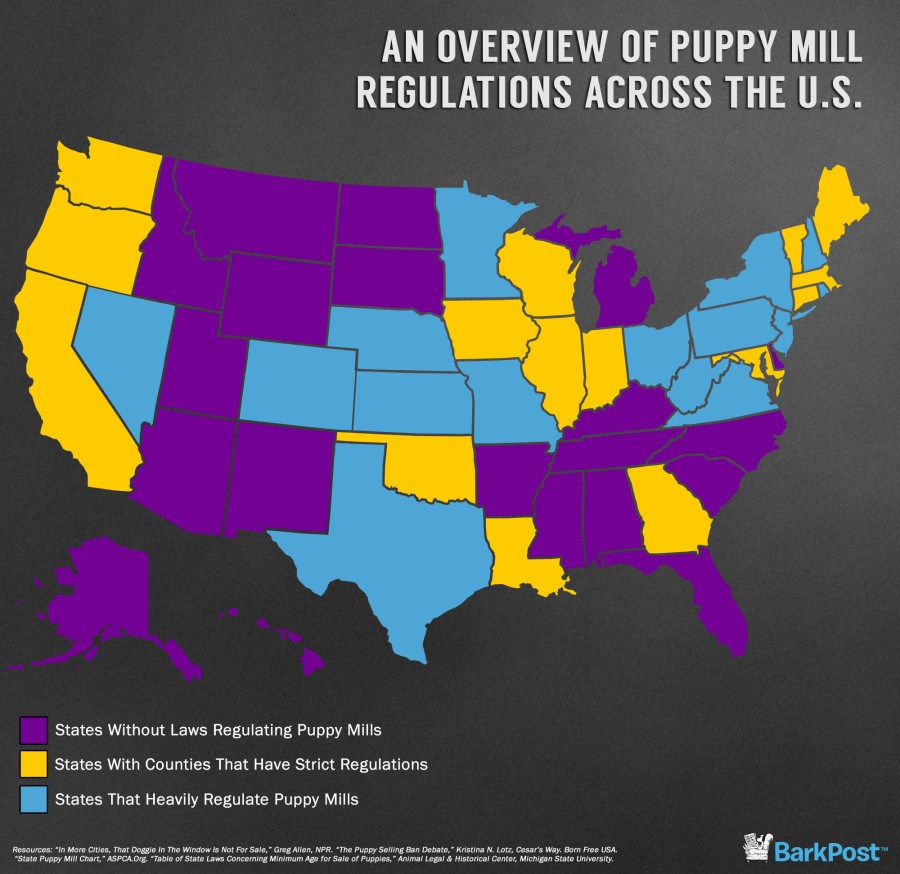 AN OVERVIEW OF PUPPY MILL
REGULATIONS ACROSS THE U.S.
States Without Laws Regulating Puppy Mills
States With Counties That Have Strict Regulations
States That Heavily Regulate Puppy Mills
Resources: "In More Cities, That Doggie In The Window Is Not For Sale," Greg Allen, NPR. "The Puppy Selling Ban Debate," Kristina N. Lotz, Cesar's Way. Born Free USA.
"State Puppy Mill Chart," ASPCA.Org. "Table of State Laws Concerning Minimum Age for Sale of Puppies," Animal Legal & Historical Center, Michigan State University.
BarkPost™